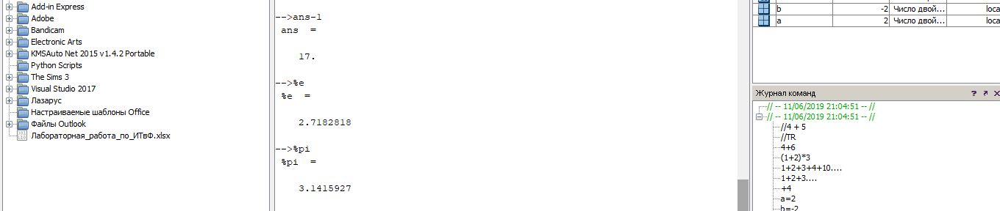 Add-in Express
Adobe
Bandicam
Electronic Arts
KMSAuto Net 2015 v1.4.2 Portable
Python Scripts
The Sims 3
Visual Studio 2017
Лазарус
Настраиваемые шаблоны Office
Файлы Outlook
Лабораторная_работа_по_ИТвФ.xlsx
-->ans-1
ans =
17.
-->%e
%e =
2.7182818
-->%pi
%pi =
3.1415927
b -2 Число двой... loca
a 2 Число двой... loca
Журнал команд
// -- 11/06/2019 21:04:51 -- //
// -- 11/06/2019 21:04:51 -- //
//4 + 5
//TR
4+6
(1+2)*3
1+2+3+4+10....
1+2+3....
+4
a=2
b=-2